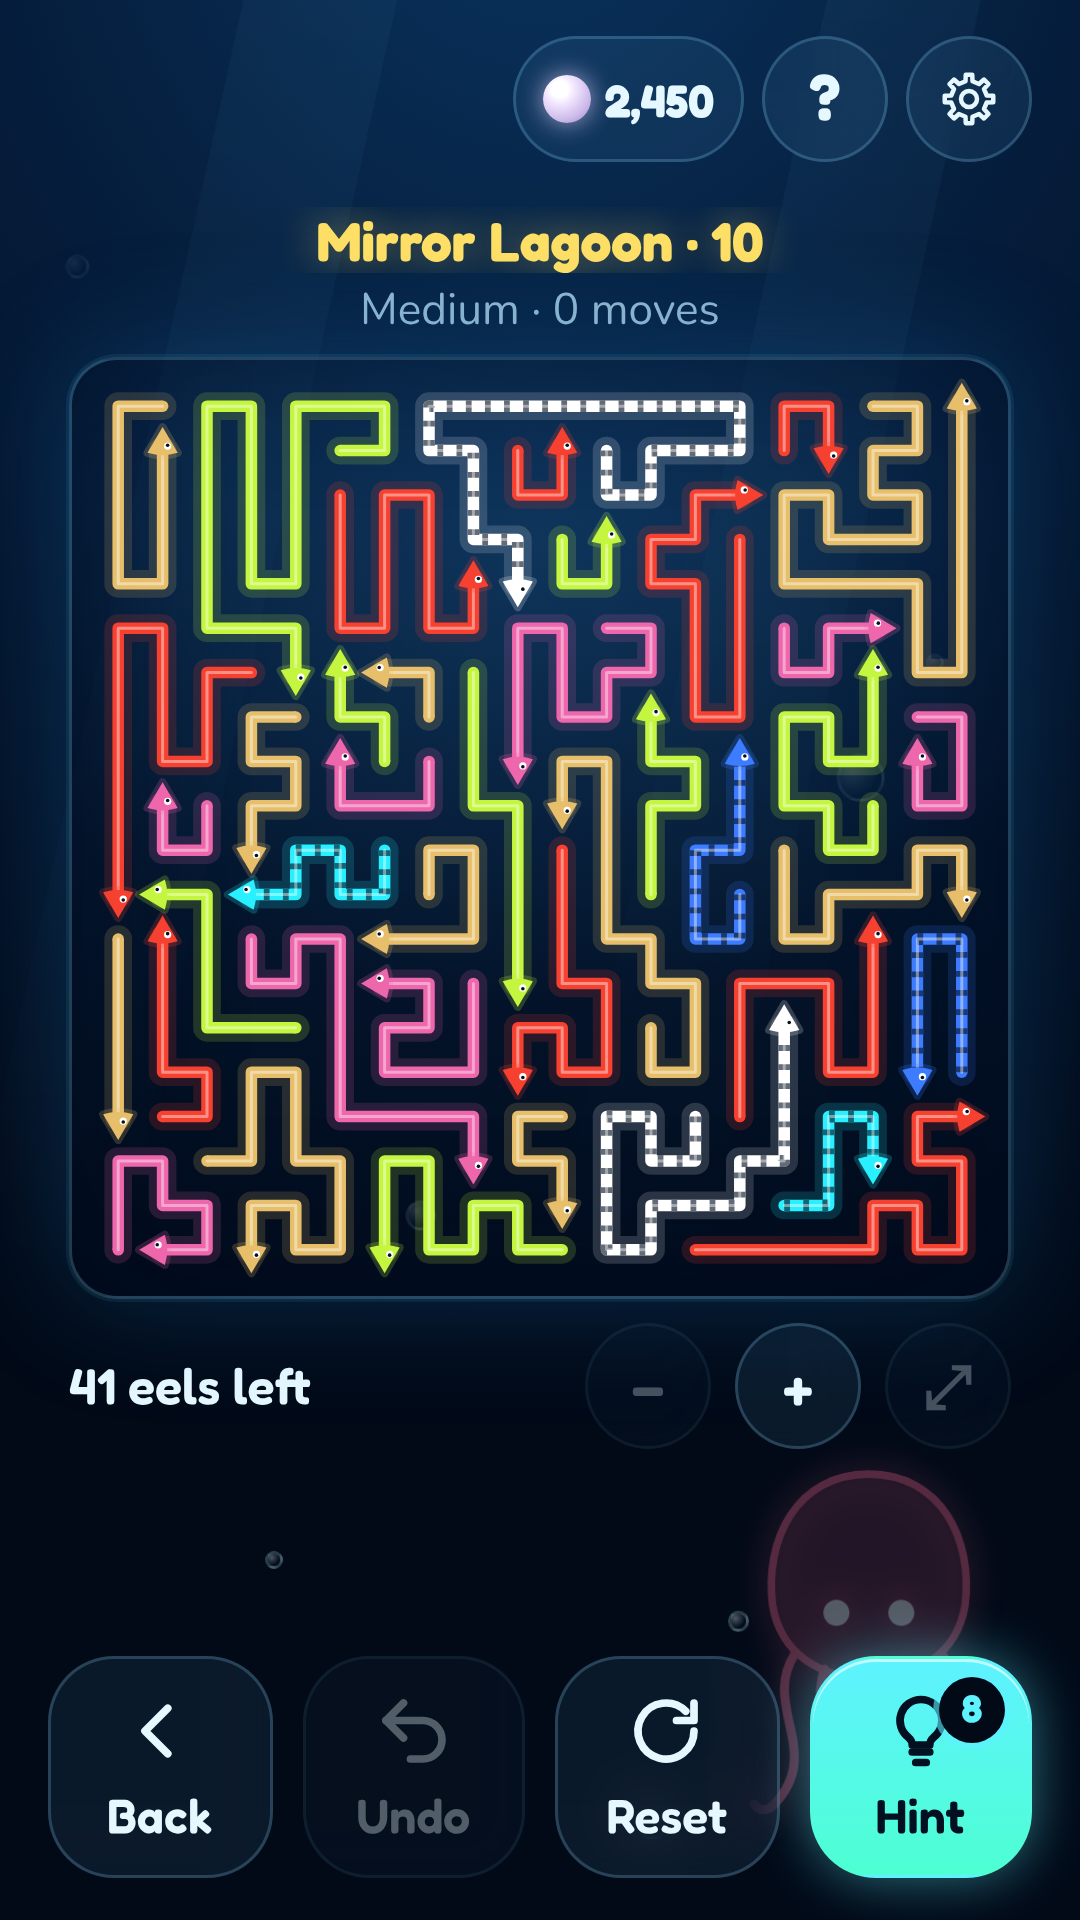 2,450
?
Mirror Lagoon · 10
Medium · 0 moves
41 eels left
−
+
8
Back
Undo
Reset
Hint